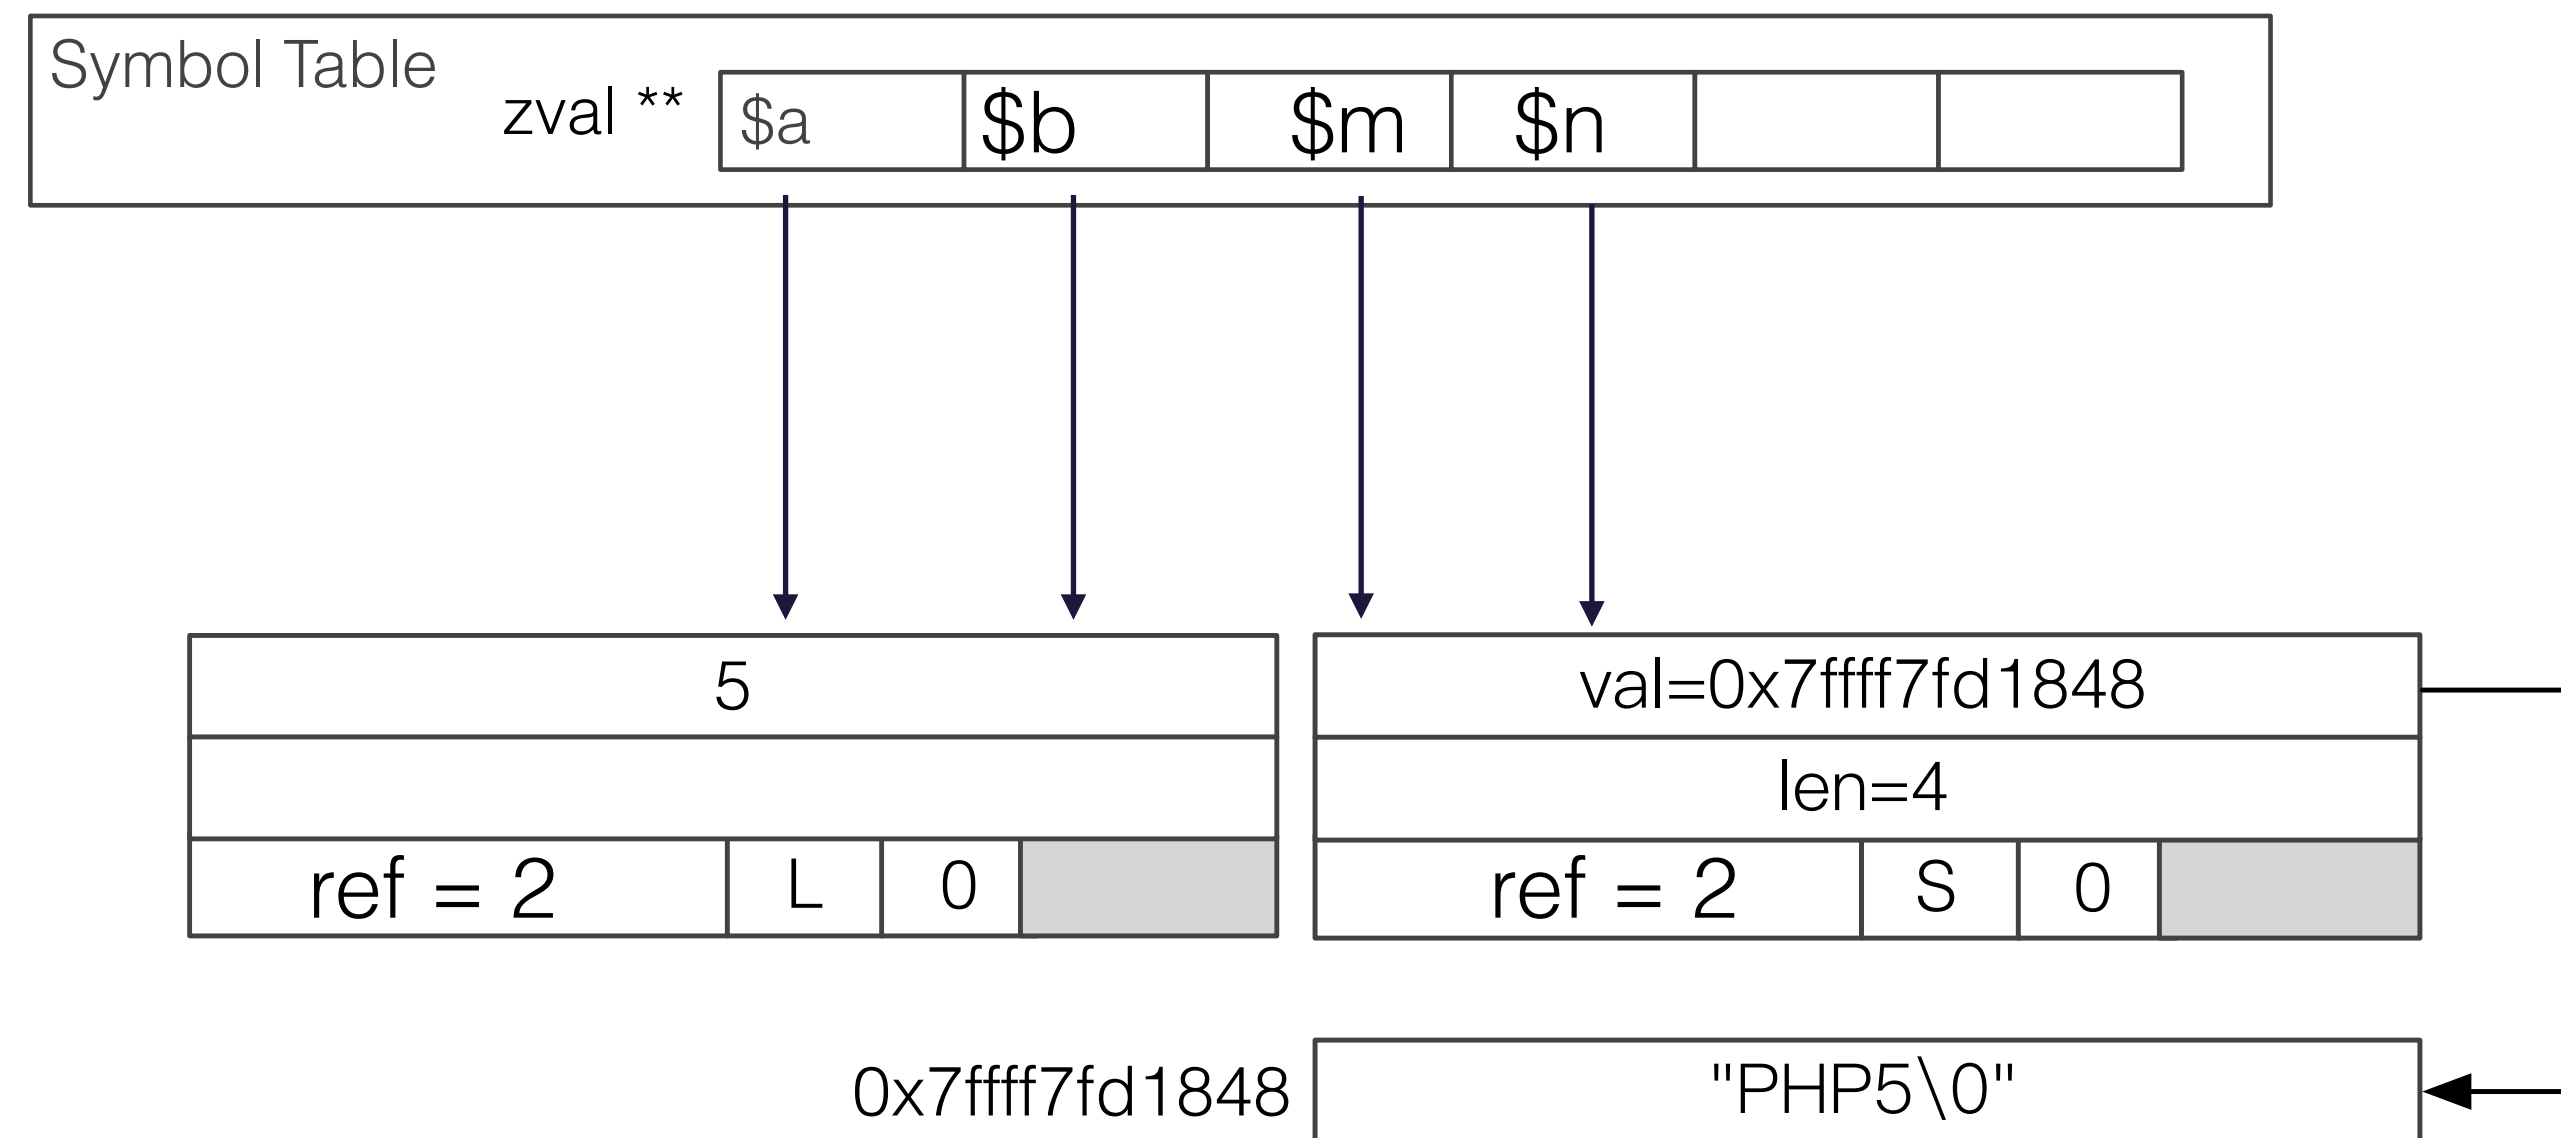 Symbol Table
zval **
$a $b $m $n
5
val=0x7ffff7fd1848
len=4
ref = 2 L 0
ref = 2 S 0
0x7ffff7fd1848
"PHP5\0"